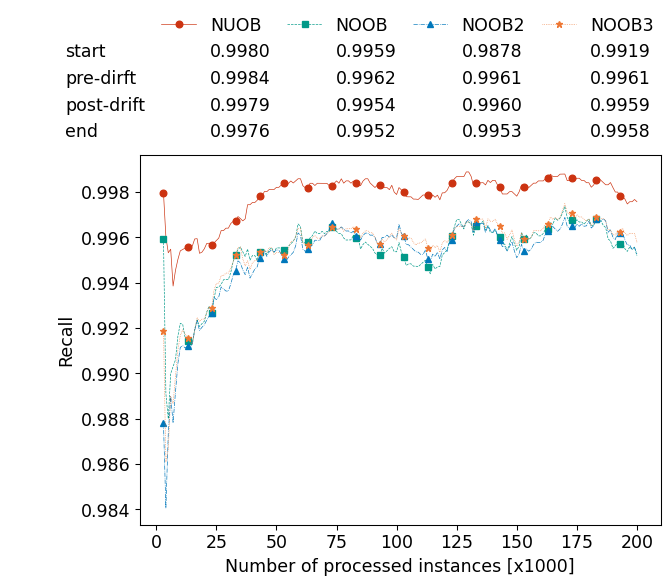 NUOB NOOB NOOB2 NOOB3
start 0.9980 0.9959 0.9878 0.9919
pre-dirft 0.9984 0.9962 0.9961 0.9961
post-drift 0.9979 0.9954 0.9960 0.9959
end 0.9976 0.9952 0.9953 0.9958
0.998
0.996
0.994
0.992
0.990
0.988
0.986
0.984
Recall
0 25 50 75 100 125 150 175 200
Number of processed instances [x1000]